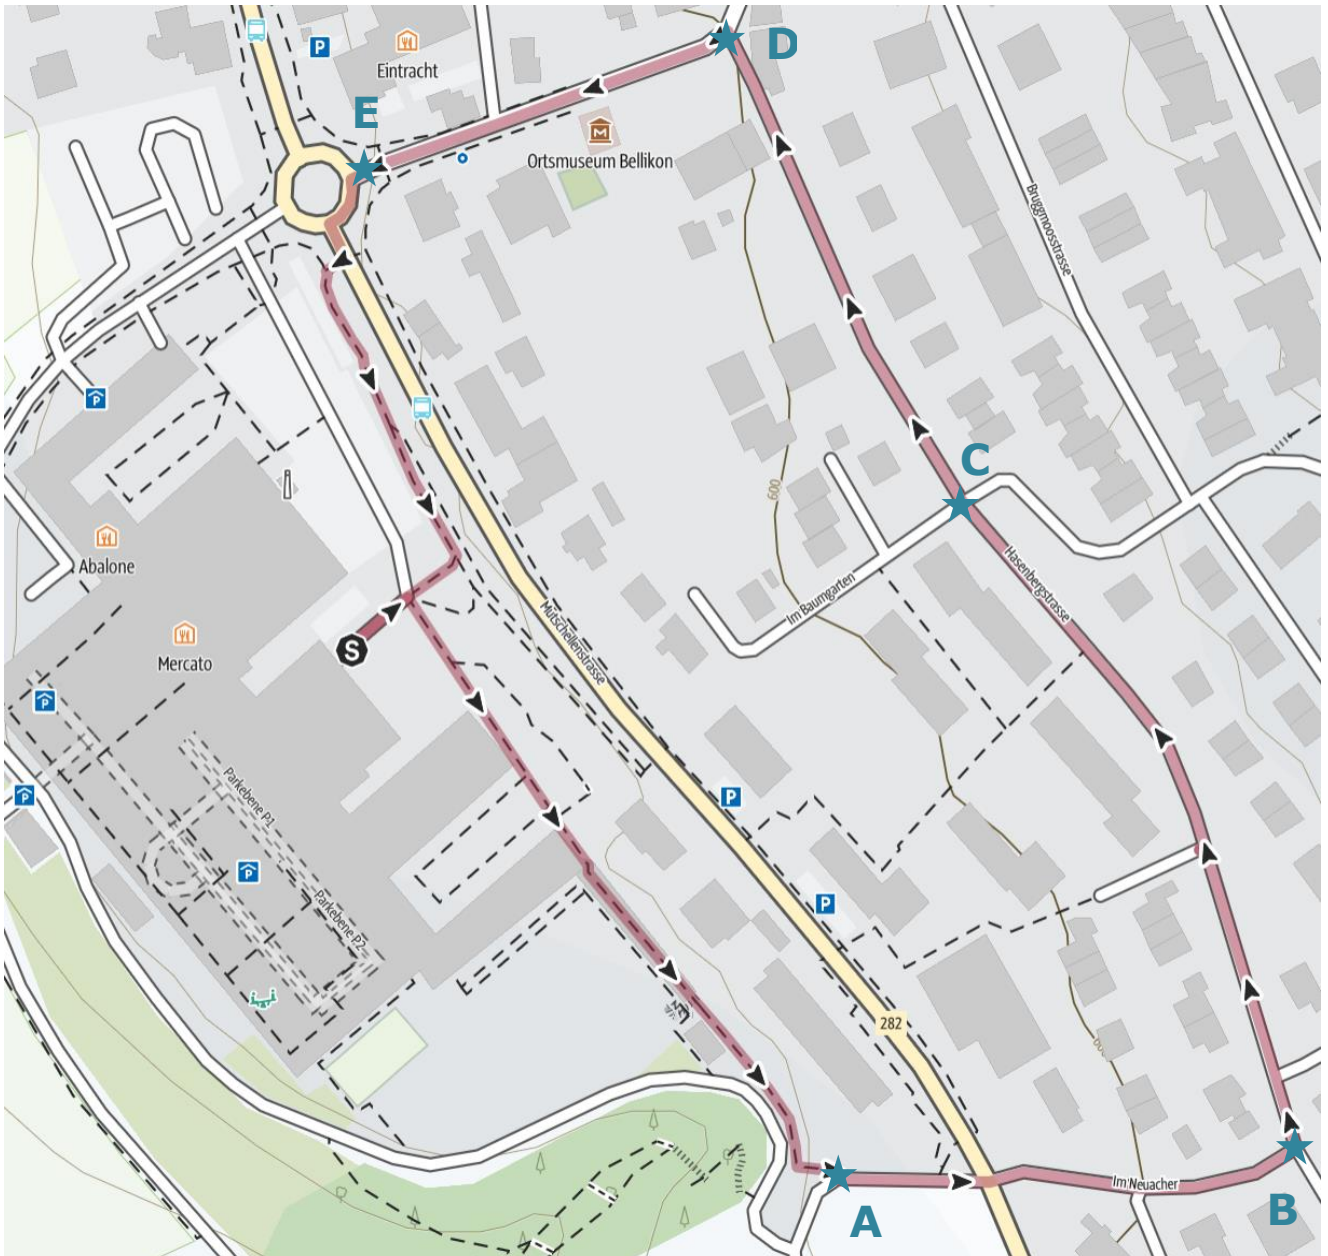 P
D
Eintracht
E
M
Ortsmuseum Bellikon
Bruggmoosstrasse
P
600
C
Abalone
Im Baumgarten
Hasenbergstrasse
S
Mutschellenstrasse
Mercato
P
Parkebene P1
P
P
P
Parkebene P2
P
282
Im Neuacher
A
B